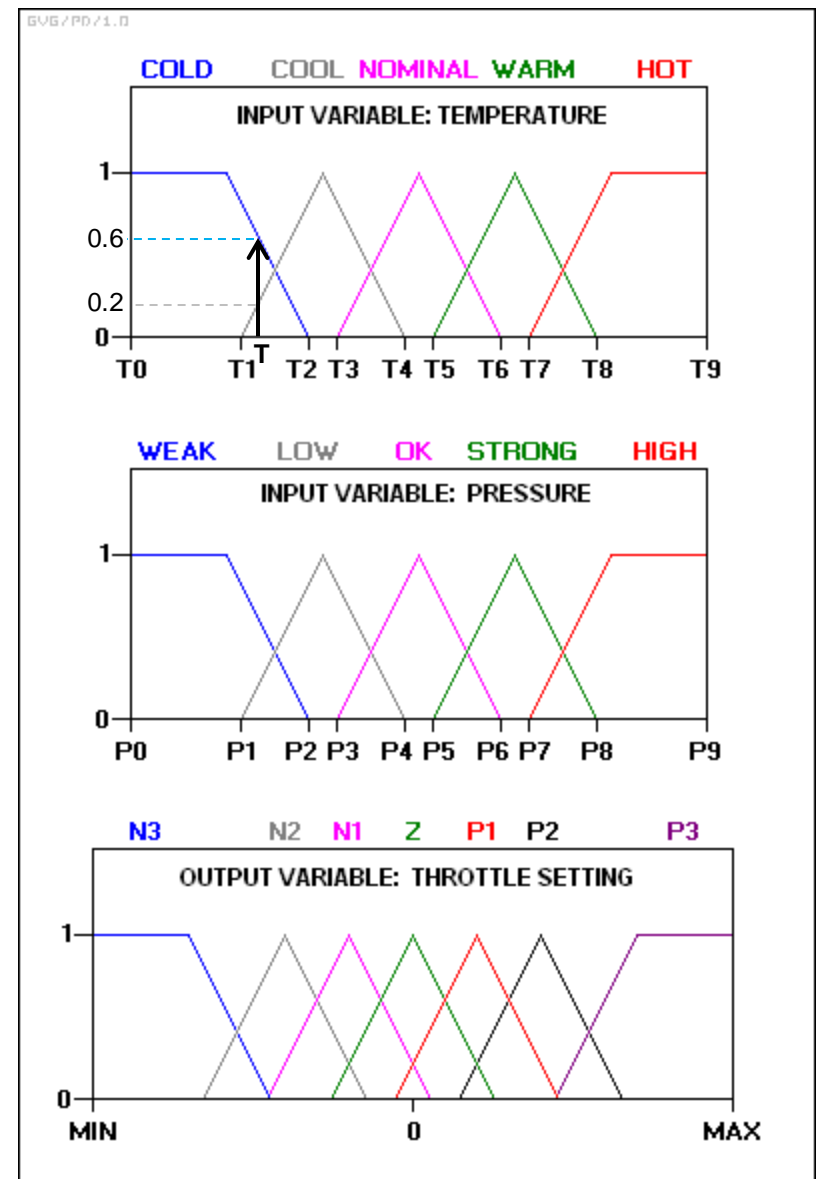 GVG/PD/1.0
COLD COOL NOMINAL WARM HOT
INPUT VARIABLE: TEMPERATURE
1
0.6
0.2
0
T
T0 T1 T2 T3 T4 T5 T6 T7 T8 T9
WEAK LOW OK STRONG HIGH
INPUT VARIABLE: PRESSURE
1
0
P0 P1 P2 P3 P4 P5 P6 P7 P8 P9
N3 N2 N1 Z P1 P2 P3
OUTPUT VARIABLE: THROTTLE SETTING
1
0
MIN 0 MAX